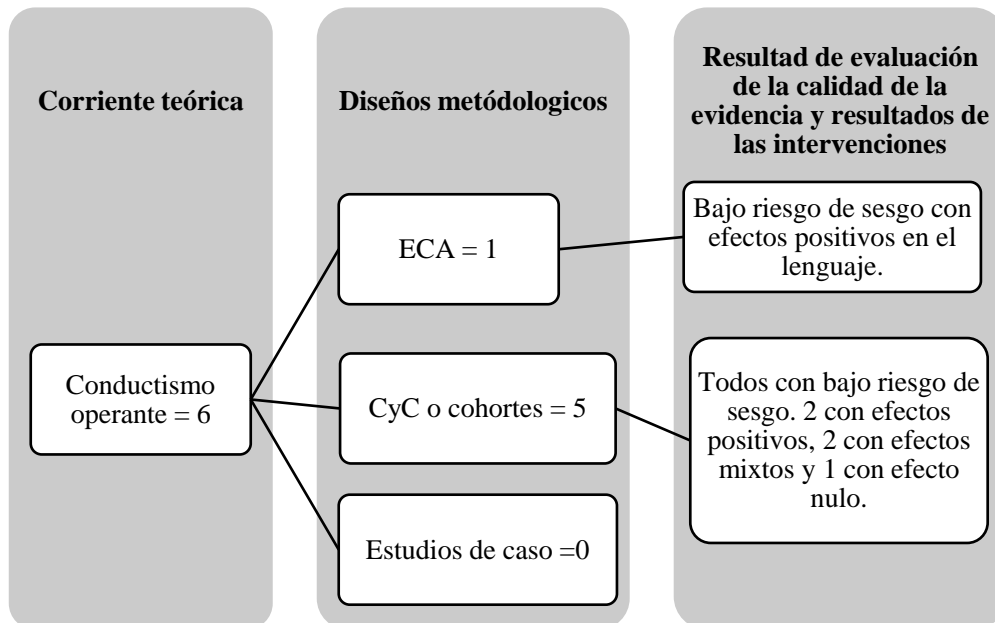 Corriente teórica
Diseños metódologicos
Resultad de evaluación
de la calidad de la
evidencia y resultados de
las intervenciones
Conductismo
operante = 6
ECA = 1
CyC o cohortes = 5
Estudios de caso =0
Bajo riesgo de sesgo con
efectos positivos en el
lenguaje.
Todos con bajo riesgo de
sesgo. 2 con efectos
positivos, 2 con efectos
mixtos y 1 con efecto
nulo.